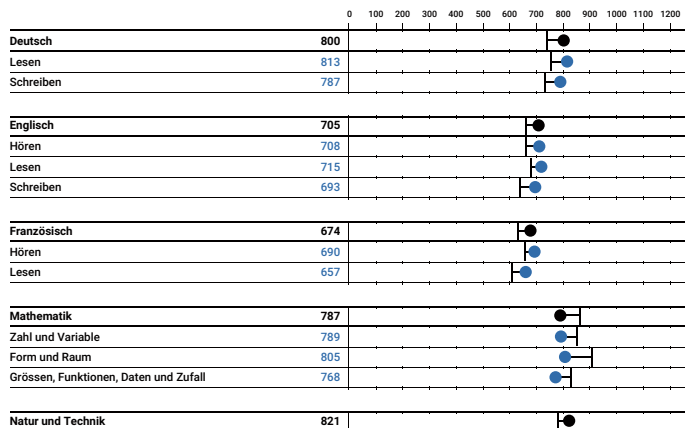 0 100 200 300 400 500 600 700 800 900 1000 1100 1200
Deutsch 800
Lesen 813
Schreiben 787
Englisch 705
Hören 708
Lesen 715
Schreiben 693
Französisch 674
Hören 690
Lesen 657
Mathematik 787
Zahl und Variable 789
Form und Raum 805
Grössen, Funktionen, Daten und Zufall 768
Natur und Technik 821